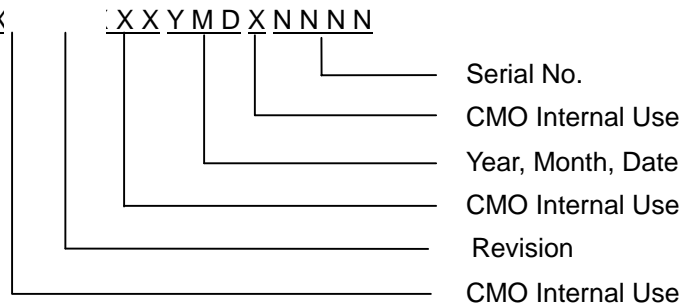 X X Y M D X N N N N
Serial No.
CMO Internal Use
Year, Month, Date
CMO Internal Use
Revision
CMO Internal Use